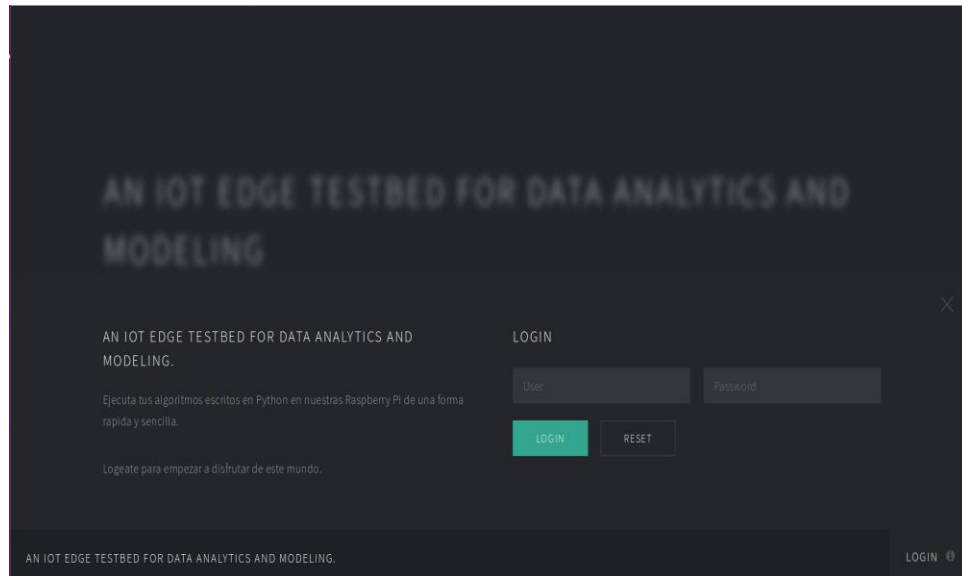 AN IOT EDGE TESTBED FOR DATA ANALYTICS AND
MODELING
X
AN IOT EDGE TESTBED FOR DATA ANALYTICS AND
MODELING.
Ejecuta tus algoritmos escritos en Python en nuestras Raspberry PI de una forma
rapida y sencilla.
Logeate para empezar a disfrutar de este mundo.
LOGIN
User
Password
LOGIN
RESET
AN IOT EDGE TESTBED FOR DATA ANALYTICS AND MODELING.
LOGIN